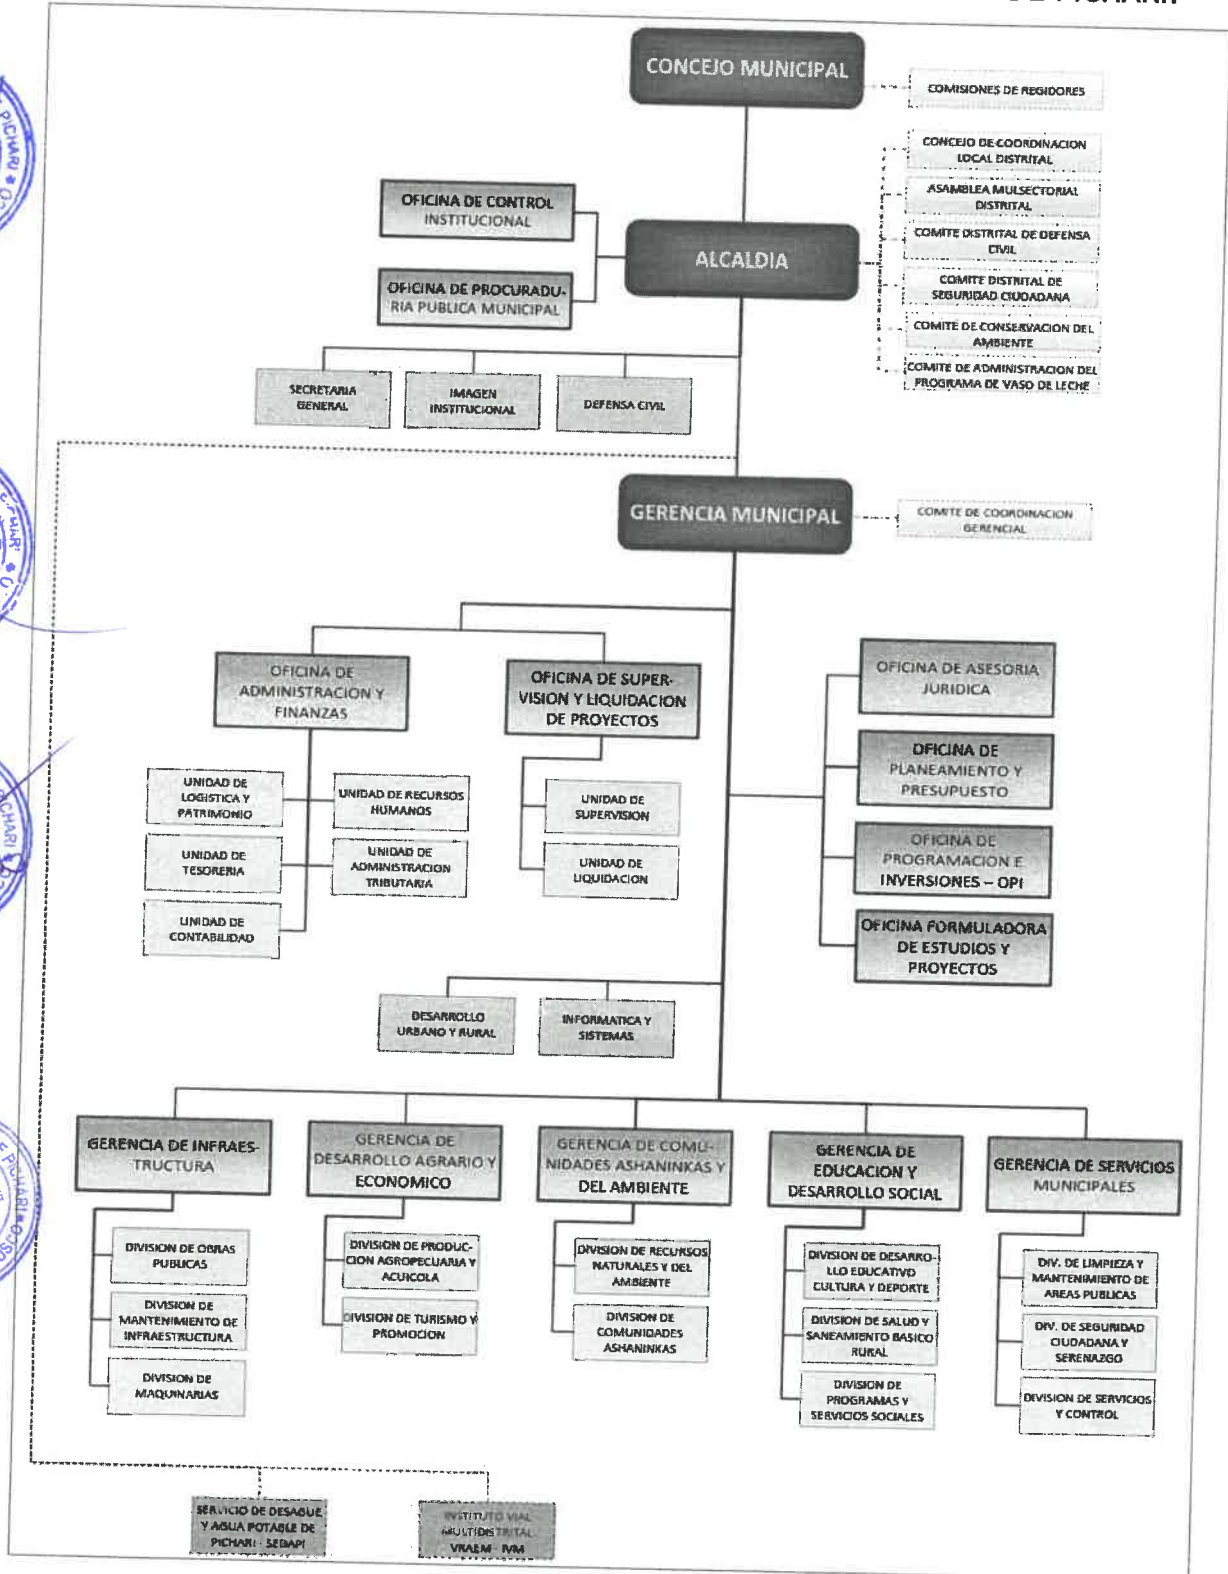 CONCEJO MUNICIPAL
COMISIONES DE REGIDORES
CONCEJO DE COORDINACION
LOCAL DISTRITAL
ASAMBLEA MULSECTORIAL
DISTRITAL
COMITE DISTRITAL DE DEFENSA
CIVIL
COMITE DISTRITAL DE
SEGURIDAD CIUDADANA
COMITE DE CONSERVACION DEL
AMBIENTE
COMITE DE ADMINISTRACION DEL
PROGRAMA DE VASO DE LECHE
OFICINA DE CONTROL
INSTITUCIONAL
ALCALDIA
OFICINA DE PROCURADU-
RIA PUBLICA MUNICIPAL
SECRETARIA
GENERAL
IMAGEN
INSTITUCIONAL
DEFENSA CIVIL
GERENCIA MUNICIPAL
COMITE DE COORDINACION
GERENCIAL
OFICINA DE
ADMINISTRACION Y
FINANZAS
OFICINA DE SUPER-
VISION Y LIQUIDACION
DE PROYECTOS
OFICINA DE ASESORIA
JURIDICA
OFICINA DE
PLANEAMIENTO Y
PRESUPUESTO
OFICINA DE
PROGRAMACION E
INVERSIONES – OPI
OFICINA FORMULADORA
DE ESTUDIOS Y
PROYECTOS
UNIDAD DE
LOGISTICA Y
PATRIMONIO
UNIDAD DE RECURSOS
HUMANOS
UNIDAD DE
TESORERIA
UNIDAD DE
ADMINISTRACION
TRIBUTARIA
UNIDAD DE
CONTABILIDAD
UNIDAD DE
SUPERVISION
UNIDAD DE
LIQUIDACION
DESARROLLO
URBANO Y RURAL
INFORMATICA Y
SISTEMAS
GERENCIA DE INFRAES-
TRUCTURA
DIVISION DE OBRAS
PUBLICAS
DIVISION DE
MANTENIMIENTO DE
INFRAESTRUCTURA
DIVISION DE
MAQUINARIAS
GERENCIA DE
DESARROLLO AGRARIO Y
ECONOMICO
DIVISION DE PRODUC-
CION AGROPECUARIA Y
ACUICOLA
DIVISION DE TURISMO Y
PROMOCION
GERENCIA DE COMU-
NIDADES ASHANINKAS Y
DEL AMBIENTE
DIVISION DE RECURSOS
NATURALES Y DEL
AMBIENTE
DIVISION DE
COMUNIDADES
ASHANINKAS
GERENCIA DE
EDUCACION Y
DESARROLLO SOCIAL
DIVISION DE DESARRO-
LLO EDUCATIVO
CULTURA Y DEPORTE
DIVISION DE SALUD Y
SANEAMIENTO BASICO
RURAL
DIVISION DE
PROGRAMAS Y
SERVICIOS SOCIALES
GERENCIA DE SERVICIOS
MUNICIPALES
DIV. DE LIMPIEZA Y
MANTENIMIENTO DE
AREAS PUBLICAS
DIV. DE SEGURIDAD
CIUDADANA Y
SERENAZGO
DIVISION DE SERVICIOS
Y CONTROL
SERVICIO DE DESAGUE
Y AGUA POTABLE DE
PICHARI - SEDAPI
INSTITUTO VIAL
MULTIDISTRITAL
VRAEM - IVM